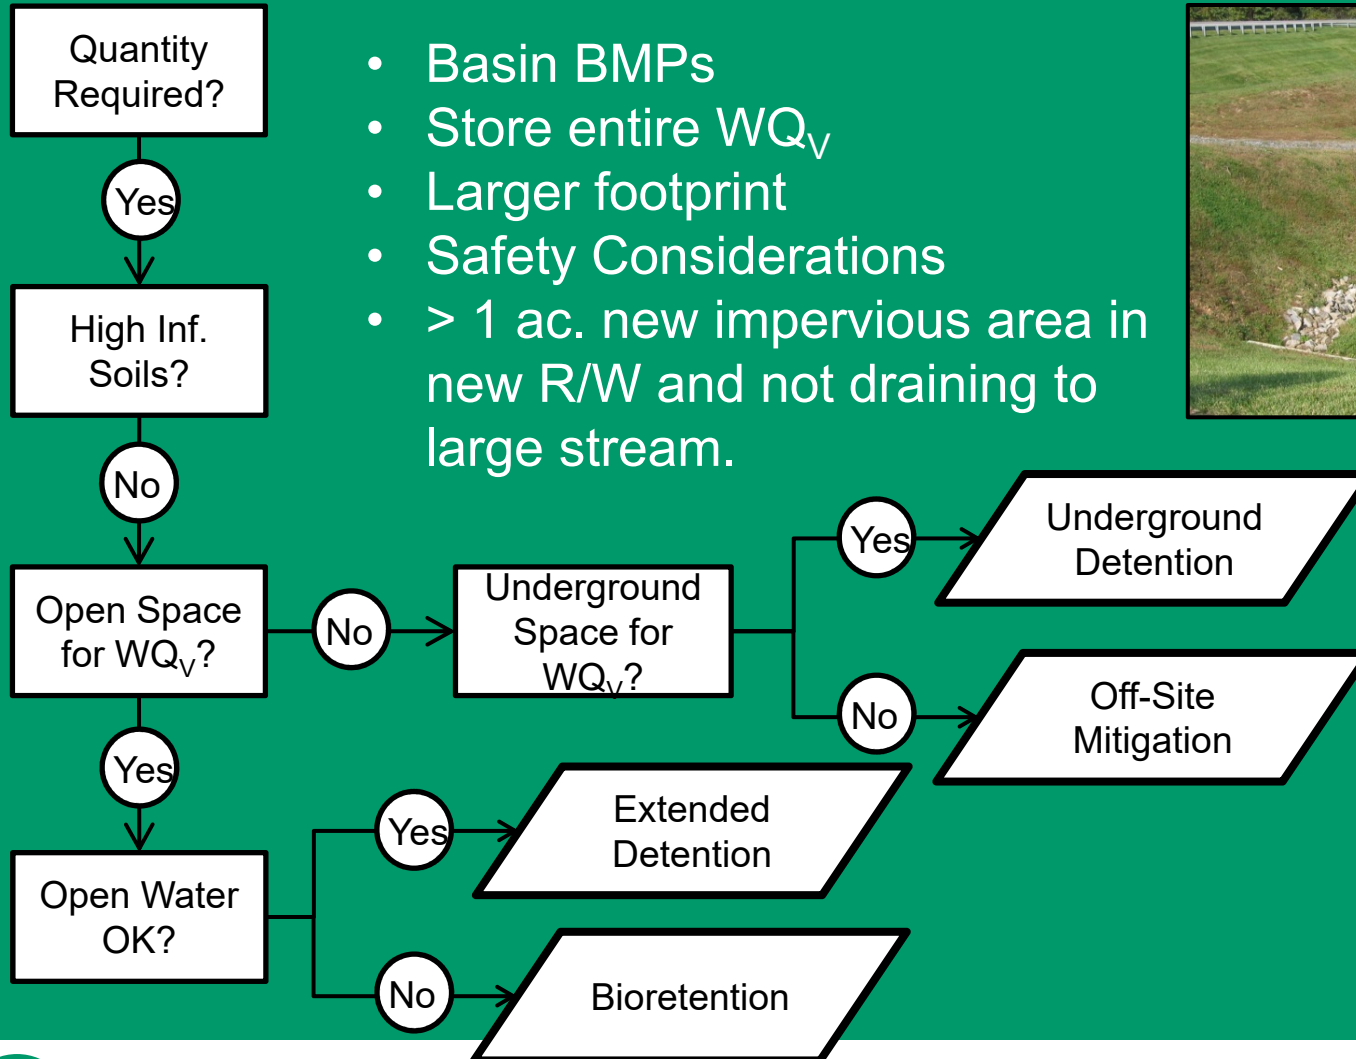 Quantity
Required?
• Basin BMPs
• Store entire WQV
• Larger footprint
• Safety Considerations
• > 1 ac. new impervious area in
new R/W and not draining to
large stream.
Yes
High Inf.
Soils?
No
Open Space
for WQV?
No
Underground
Space for
WQV?
Yes
Underground
Detention
No
Off-Site
Mitigation
Yes
Open Water
OK?
Yes
Extended
Detention
No
Bioretention